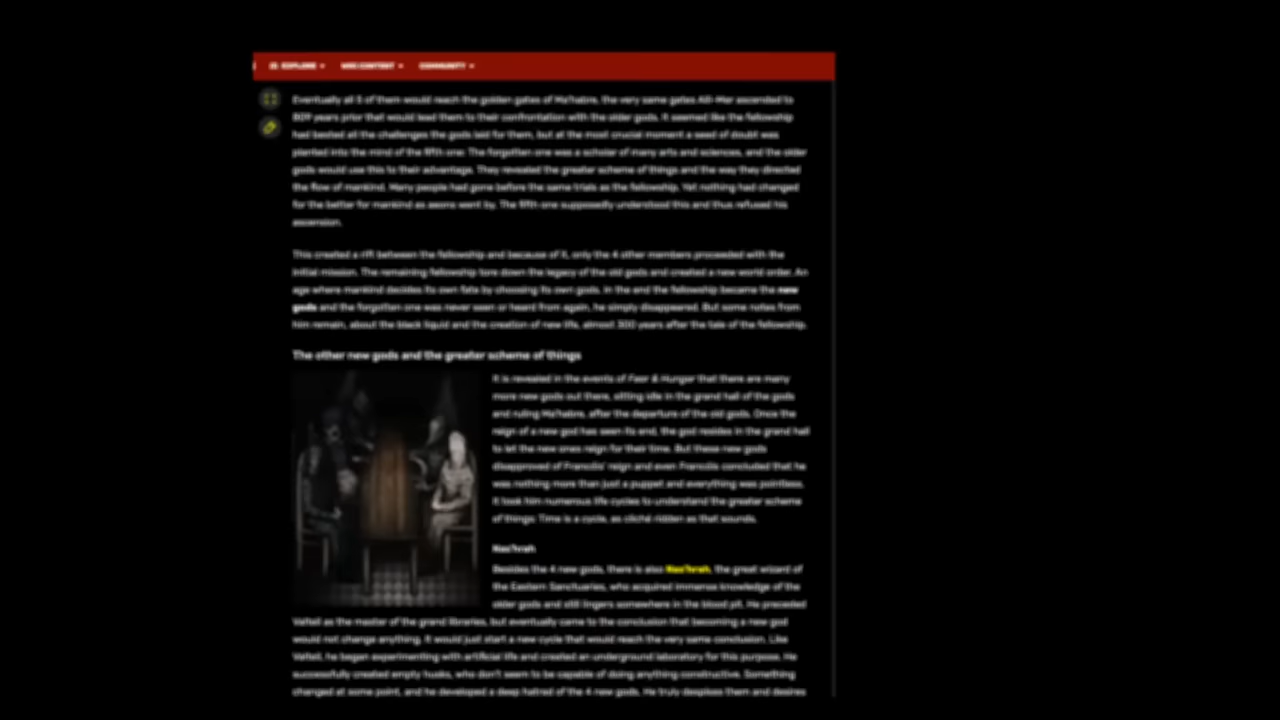 EXPLORE
WIKI CONTENT
COMMUNITY
Eventually all 5 of them would reach the golden gates of Ma'habre, the very same gates All-Mer ascended to
809 years prior that would lead them to their confrontation with the older gods. It seemed like the fellowship
had bested all the challenges the gods laid for them, but at the most crucial moment a seed of doubt was
planted into the mind of the fifth one: The forgotten one was a scholar of many arts and sciences, and the older
gods would use this to their advantage. They revealed the greater scheme of things and the way they directed
the flow of mankind. Many people had gone before the same trials as the fellowship. Yet nothing had changed
for the better for mankind as aeons went by. The fifth one supposedly understood this and thus refused his
ascension.
This created a rift between the fellowship and because of it, only the 4 other members proceeded with the
initial mission. The remaining fellowship tore down the legacy of the old gods and created a new world order. An
age where mankind decides its own fate by choosing its own gods. In the end the fellowship became the new
gods and the forgotten one was never seen or heard from again, he simply disappeared. But some notes from
him remain, about the black liquid and the creation of new life, almost 300 years after the tale of the fellowship.
The other new gods and the greater scheme of things
It is revealed in the events of Fear & Hunger that there are many
more new gods out there, sitting idle in the grand hall of the gods
and ruling Ma'habre, after the departure of the old gods. Once the
reign of a new god has seen its end, the god resides in the grand hall
to let the new ones reign for their time. But these new gods
disapproved of Francóis' reign and even Francóis concluded that he
was nothing more than just a puppet and everything was pointless.
It took him numerous life cycles to understand the greater scheme
of things: Time is a cycle, as cliché ridden as that sounds.
Nas'hrah
Besides the 4 new gods, there is also Nas'hrah, the great wizard of
the Eastern Sanctuaries, who acquired immense knowledge of the
older gods and still lingers somewhere in the blood pit. He preceded
Valteil as the master of the grand libraries, but eventually came to the conclusion that becoming a new god
would not change anything. It would just start a new cycle that would reach the very same conclusion. Like
Valteil, he began experimenting with artificial life and created an underground laboratory for this purpose. He
successfully created empty husks, who don't seem to be capable of doing anything constructive. Something
changed at some point, and he developed a deep hatred of the 4 new gods. He truly despises them and desires